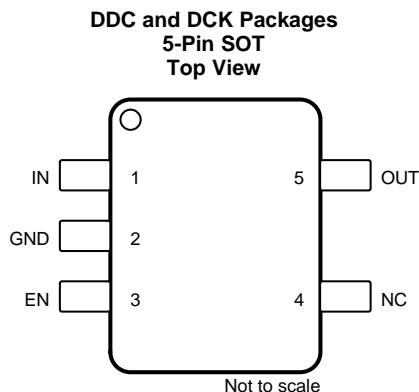 DDC and DCK Packages
5-Pin SOT
Top View
IN 1 5 OUT
GND 2
EN 3 4 NC
Not to scale